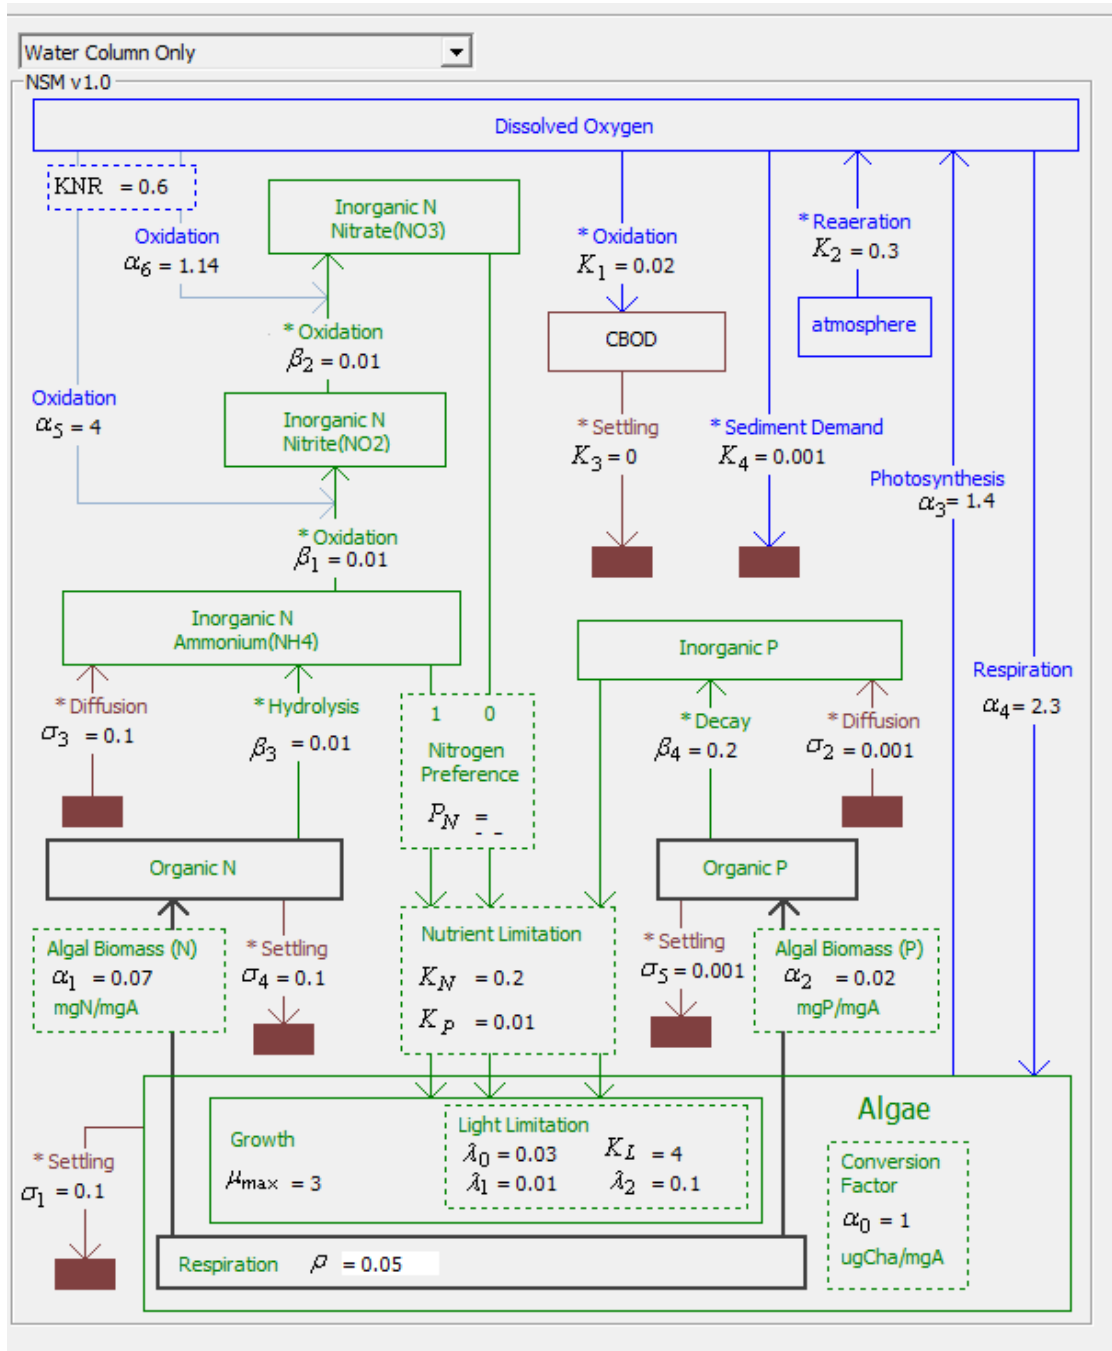 Water Column Only
NSM v1.0
Dissolved Oxygen
KNR = 0.6
Oxidation
α6 = 1.14
Inorganic N
Nitrate(NO3)
* Oxidation
K1 = 0.02
* Reaeration
K2 = 0.3
atmosphere
CBOD
* Oxidation
β2 = 0.01
Oxidation
α5 = 4
Inorganic N
Nitrite(NO2)
* Settling
K3 = 0
* Sediment Demand
K4 = 0.001
Photosynthesis
α3 = 1.4
* Oxidation
β1 = 0.01
Inorganic N
Ammonium(NH4)
Inorganic P
Respiration
α4 = 2.3
* Diffusion
σ3 = 0.1
* Hydrolysis
β3 = 0.01
1 0
Nitrogen
Preference
PN =
* Decay
β4 = 0.2
* Diffusion
σ2 = 0.001
Organic N
Organic P
Algal Biomass (N)
α1 = 0.07
mgN/mgA
* Settling
σ4 = 0.1
Nutrient Limitation
KN = 0.2
KP = 0.01
* Settling
σ5 = 0.001
Algal Biomass (P)
α2 = 0.02
mgP/mgA
Algae
Growth
μmax = 3
Light Limitation
λ0 = 0.03 KL = 4
λ1 = 0.01 λ2 = 0.1
Conversion
Factor
α0 = 1
ugCha/mgA
* Settling
σ1 = 0.1
Respiration ρ = 0.05